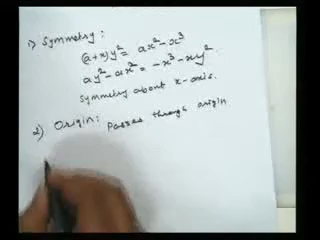 1) Symmetry:
(a+x)y² = ax² - x³
ay² - ax² = -x³ - xy²
Symmetry about x-axis.
2) Origin: Passes through origin